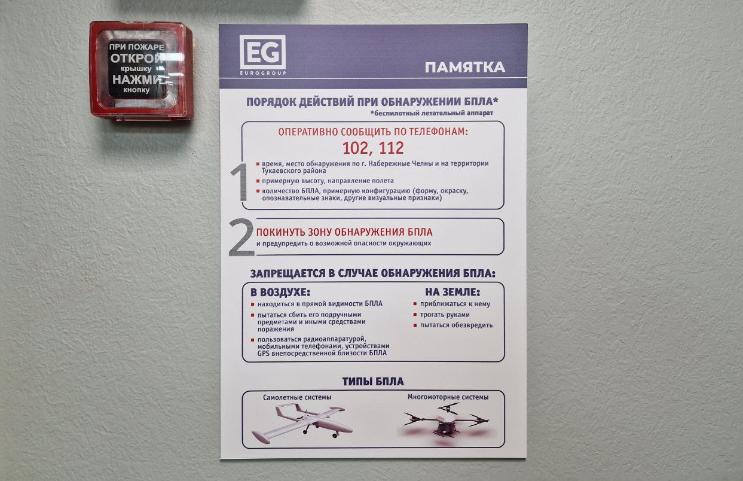 ПРИ ПОЖАРЕ
ОТКРОЙ
крышку
НАЖМИ
кнопку
EG
EUROGROUP
ПАМЯТКА
ПОРЯДОК ДЕЙСТВИЙ ПРИ ОБНАРУЖЕНИИ БПЛА*
*беспилотный летательный аппарат
1
ОПЕРАТИВНО СООБЩИТЬ ПО ТЕЛЕФОНАМ:
102, 112
время, место обнаружения по г. Набережные Челны и на территории
Тукаевского района
примерную высоту, направление полета
количество БПЛА, примерную конфигурацию (форму, окраску,
опознавательные знаки, другие визуальные признаки)
2
ПОКИНУТЬ ЗОНУ ОБНАРУЖЕНИЯ БПЛА
и предупредить о возможной опасности окружающих
ЗАПРЕЩАЕТСЯ В СЛУЧАЕ ОБНАРУЖЕНИЯ БПЛА:
В ВОЗДУХЕ:
находиться в прямой видимости БПЛА
пытаться сбить его подручными
предметами и иными средствами
поражения
пользоваться радиоаппаратурой,
мобильными телефонами, устройствами
GPS внепосредственной близости БПЛА
НА ЗЕМЛЕ:
приближаться к нему
трогать руками
пытаться обезвредить
ТИПЫ БПЛА
Самолетные системы
Многомоторные системы